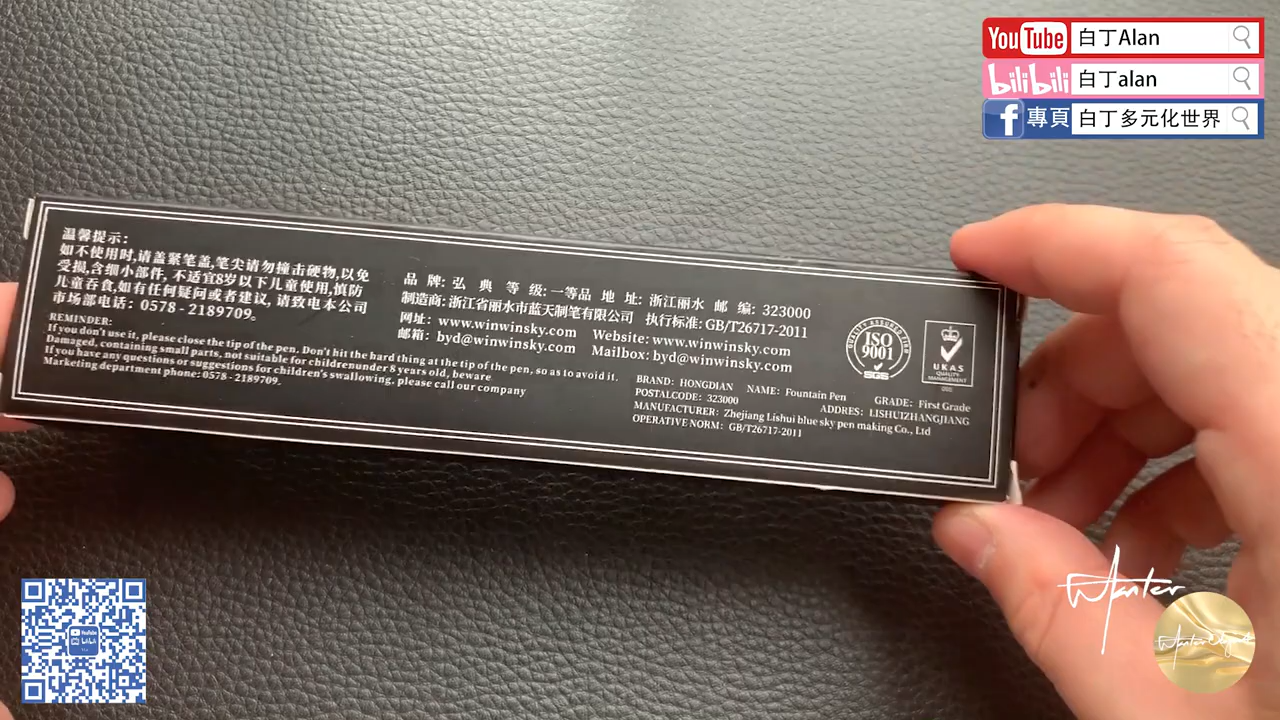 YouTube 白丁Alan
bilibili 白丁alan
f 專頁 白丁多元化世界
温馨提示:
如不使用时,请盖紧笔盖,笔尖请勿撞击硬物,以免
受损,含细小部件, 不适宜8岁以下儿童使用,慎防
儿童吞食,如有任何疑问或者建议, 请致电本公司
市场部电话: 0578 - 2189709。
REMINDER:
If you don't use it, please close the tip of the pen. Don't hit the hard thing at the tip of the pen, so as to avoid it.
Damaged, containing small parts, not suitable for childrenunder 8 years old, beware
If you have any questions or suggestions for children's swallowing, please call our company
Marketing department phone: 0578 - 2189709.
品 牌: 弘 典 等 级: 一等品 地 址: 浙江丽水 邮 编: 323000
制造商: 浙江省丽水市蓝天制笔有限公司 执行标准: GB/T26717-2011
网址: www.winwinsky.com Website: www.winwinsky.com
邮箱: byd@winwinsky.com Mailbox: byd@winwinsky.com
BRAND: HONGDIAN NAME: Fountain Pen GRADE: First Grade
POSTALCODE: 323000 ADDRES: LISHUIZHANGJIANG
MANUFACTURER: Zhejiang Lishui blue sky pen making Co., Ltd
OPERATIVE NORM: GB/T26717-2011
QUALITY ASSURED FIRM
ISO
9001
SGS
UKAS
QUALITY
MANAGEMENT